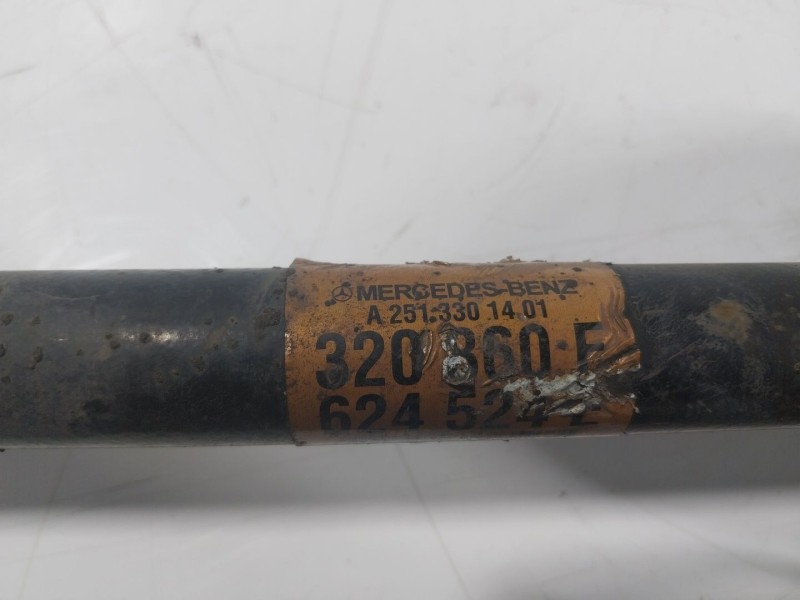 MERCEDES-BENZ
A 251 330 14 01
320 860 E
624 524 E